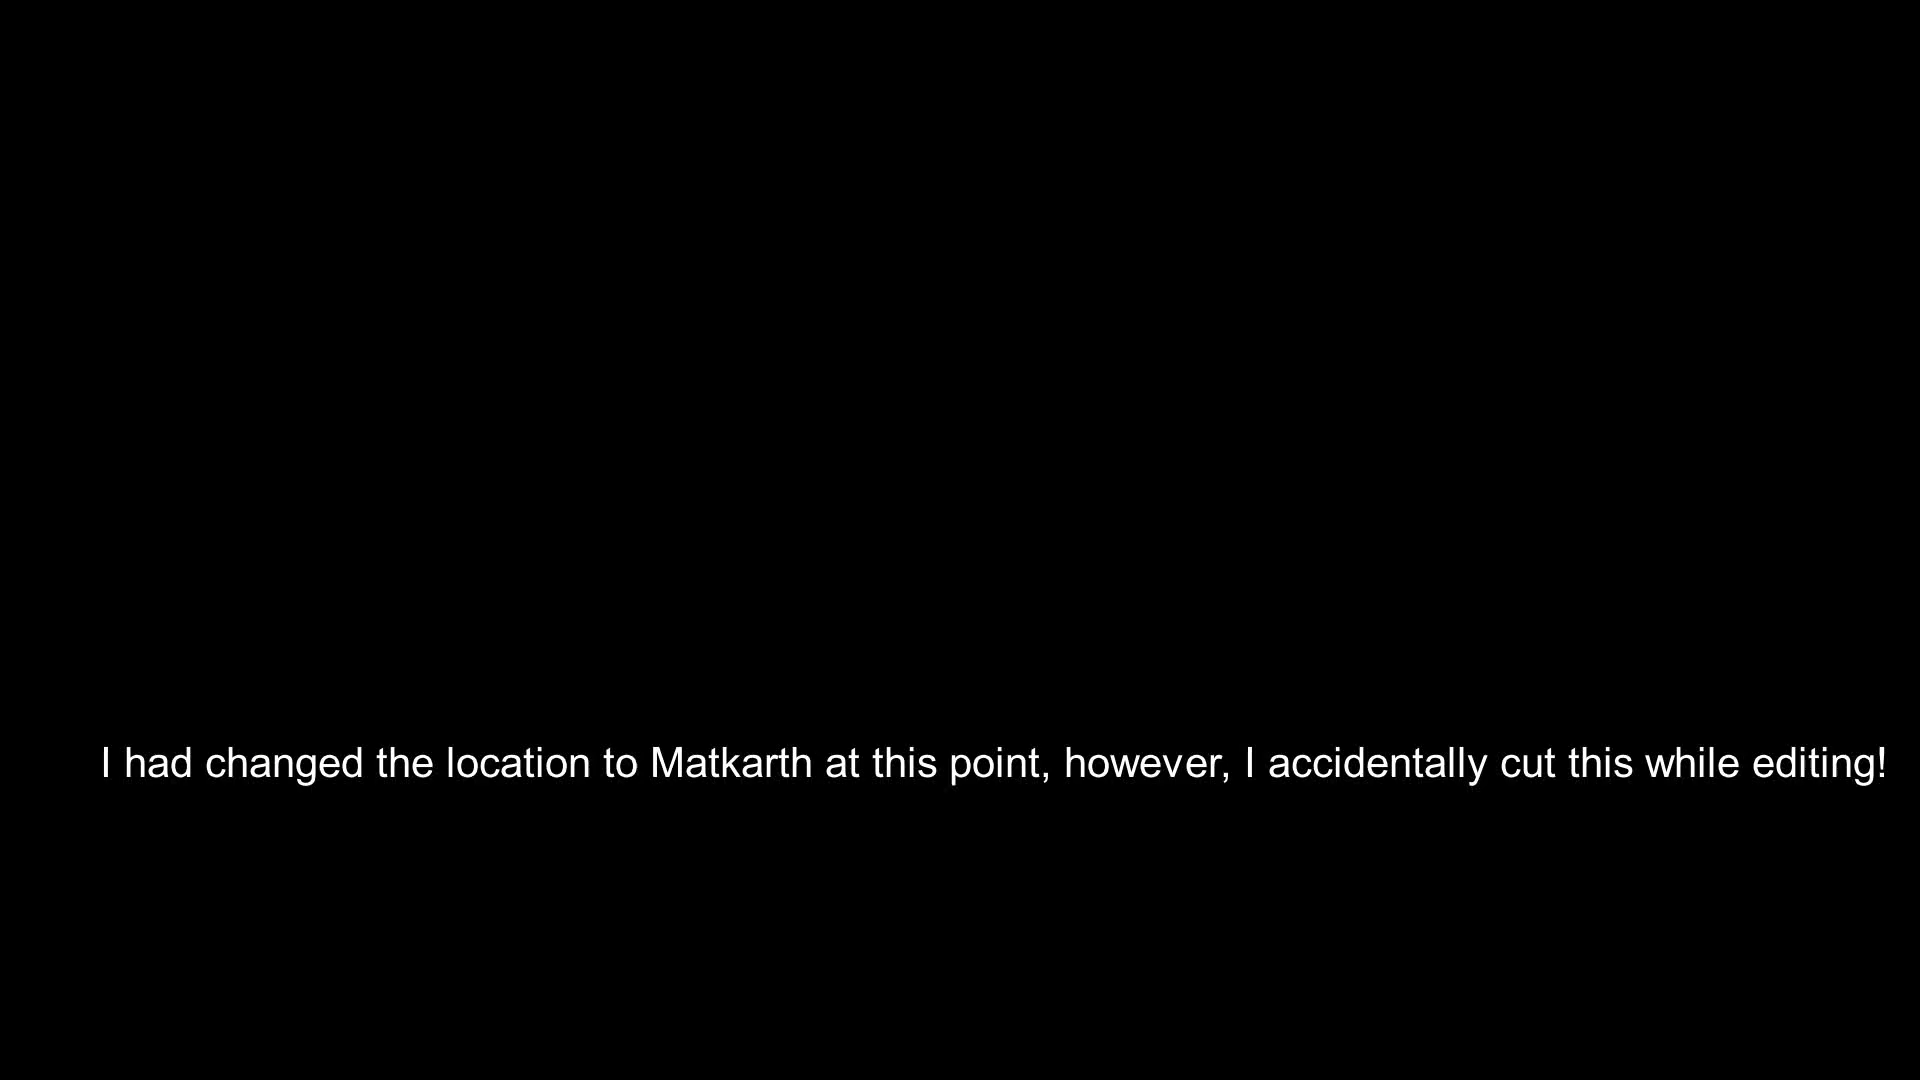 I had changed the location to Matkarth at this point, however, I accidentally cut this while editing!